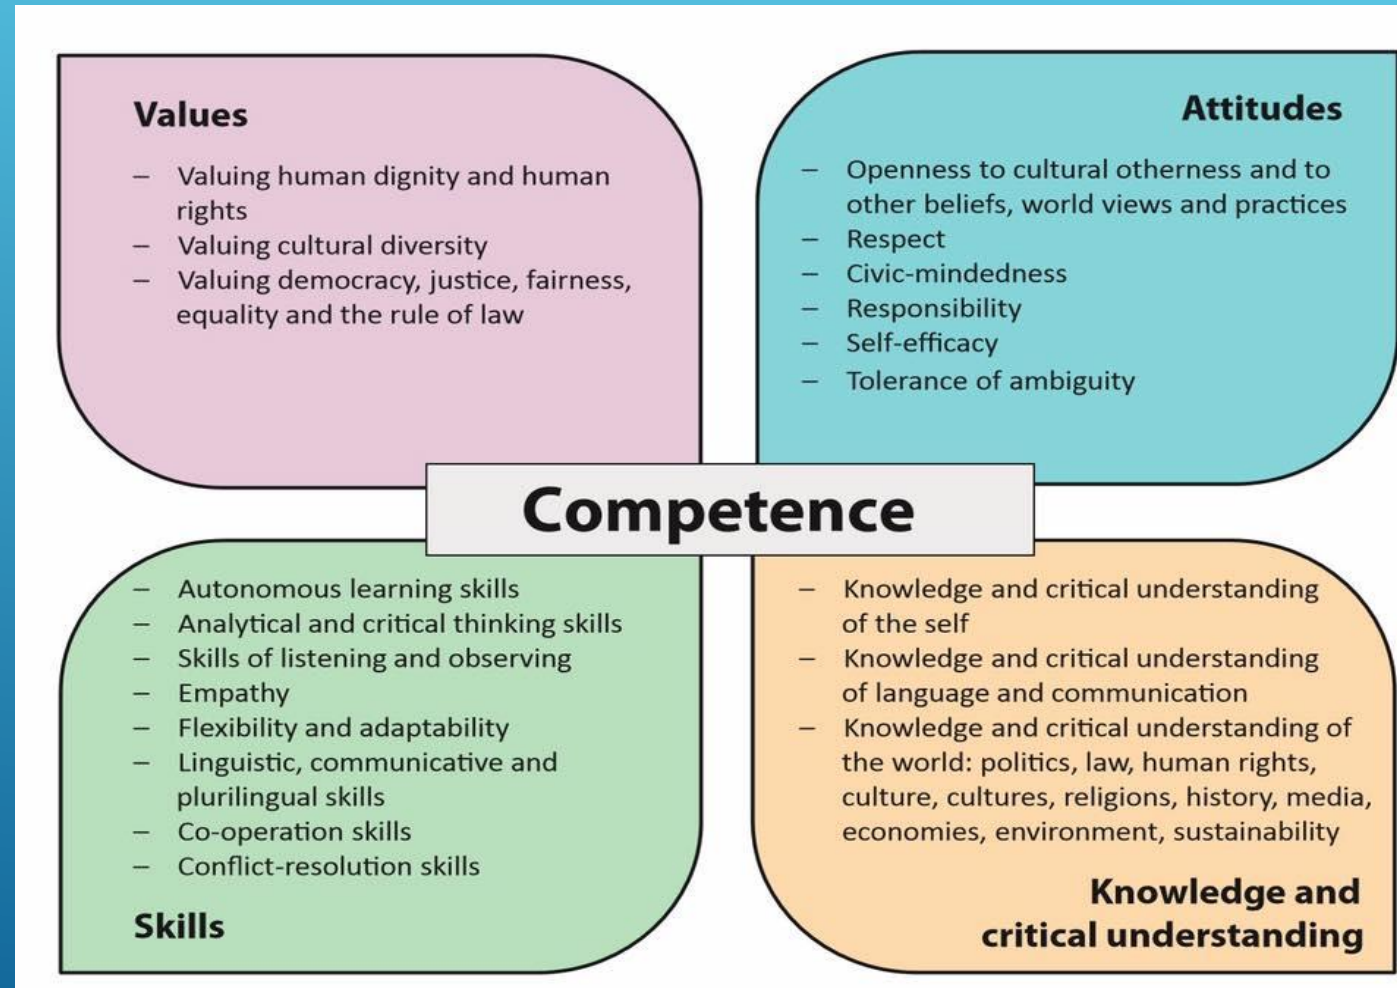 Values
– Valuing human dignity and human
rights
– Valuing cultural diversity
– Valuing democracy, justice, fairness,
equality and the rule of law
Attitudes
– Openness to cultural otherness and to
other beliefs, world views and practices
– Respect
– Civic-mindedness
– Responsibility
– Self-efficacy
– Tolerance of ambiguity
Competence
– Autonomous learning skills
– Analytical and critical thinking skills
– Skills of listening and observing
– Empathy
– Flexibility and adaptability
– Linguistic, communicative and
plurilingual skills
– Co-operation skills
– Conflict-resolution skills
Skills
– Knowledge and critical understanding
of the self
– Knowledge and critical understanding
of language and communication
– Knowledge and critical understanding of
the world: politics, law, human rights,
culture, cultures, religions, history, media,
economies, environment, sustainability
Knowledge and
critical understanding